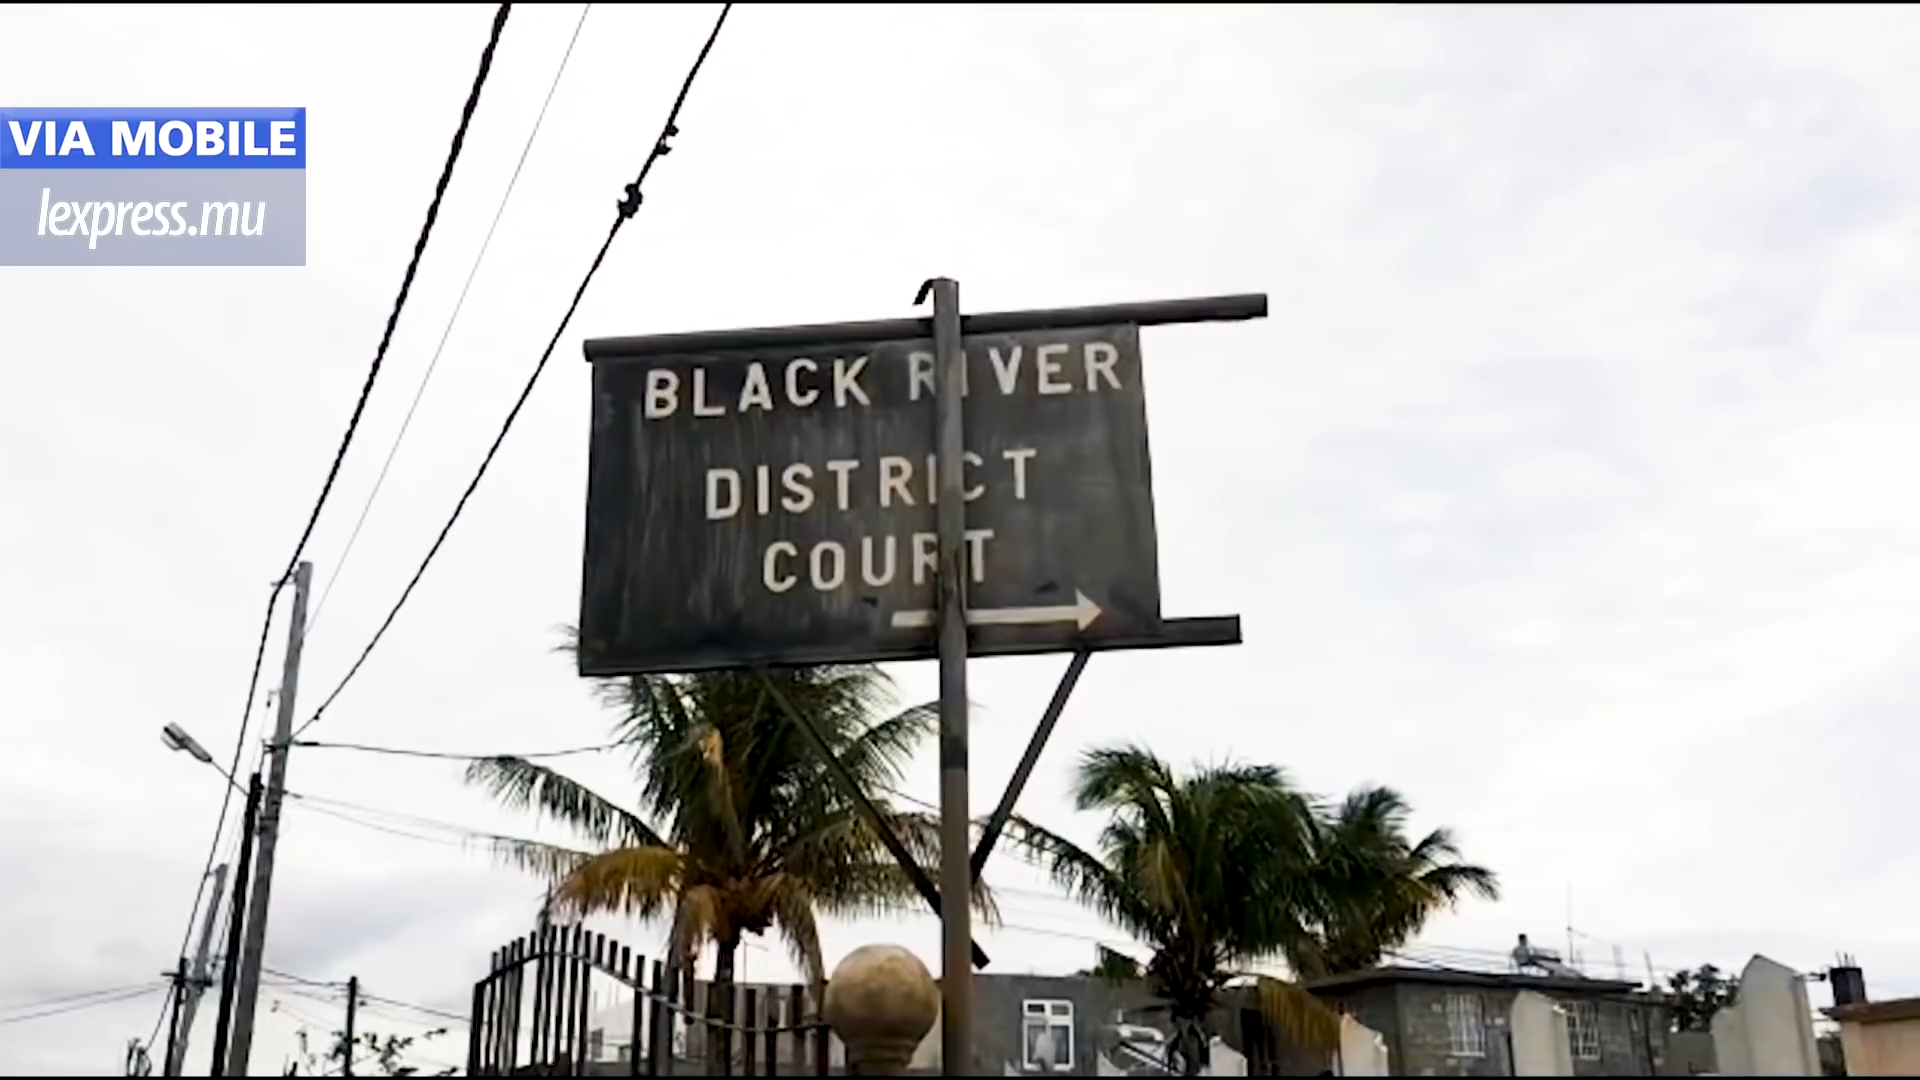 VIA MOBILE
lexpress.mu
BLACK RIVER
DISTRICT
COURT